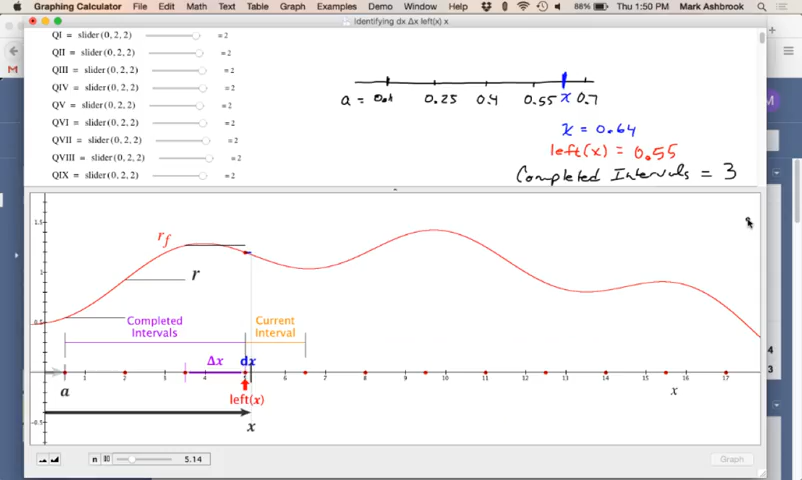 Graphing Calculator File Edit Math Text Table Graph Examples Demo Window Help 88% Thu 1:50 PM Mark Ashbrook
Identifying dx Δx left(x) x
QI = slider (0, 2, 2) = 2
QII = slider (0, 2, 2) = 2
QIII = slider (0, 2, 2) = 2
QIV = slider (0, 2, 2) = 2
QV = slider (0, 2, 2) = 2
QVI = slider (0, 2, 2) = 2
QVII = slider (0, 2, 2) = 2
QVIII = slider (0, 2, 2) = 2
QIX = slider (0, 2, 2) = 2
a = 0.1 0.25 0.4 0.55 x 0.7
x = 0.64
left(x) = 0.55
Completed Intervals = 3
1.5
rf
r
1
0.5
Completed Intervals
Current Interval
Δx dx
1 2 3 4 6 7 8 9 10 11 12 13 14 15 16 17
a
left(x)
x
x
-0.5
n 5.14
Graph
M
4
3